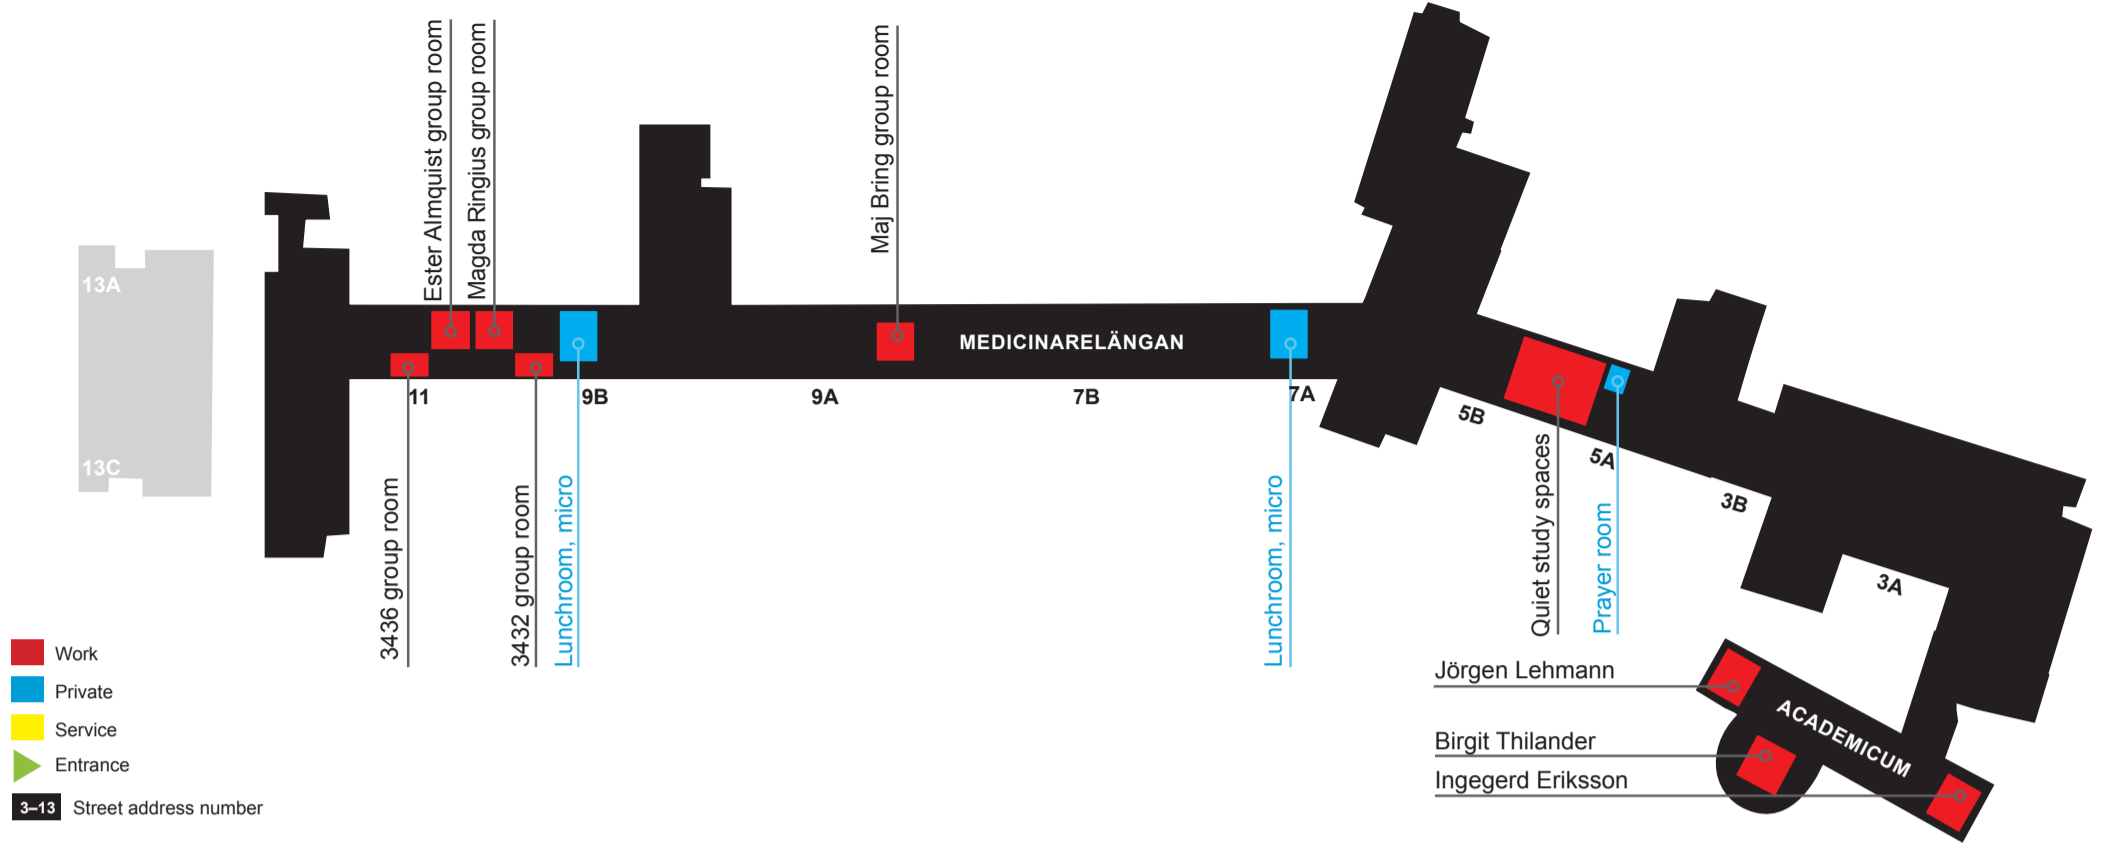 Ester Almquist group room
Magda Ringius group room
Maj Bring group room
13A
13C
MEDICINARELÄNGAN
11
9B
9A
7B
7A
5B
5A
3B
3A
3436 group room
3432 group room
Lunchroom, micro
Lunchroom, micro
Quiet study spaces
Prayer room
Jörgen Lehmann
Birgit Thilander
Ingegerd Eriksson
ACADEMICUM
Work
Private
Service
Entrance
3–13 Street address number